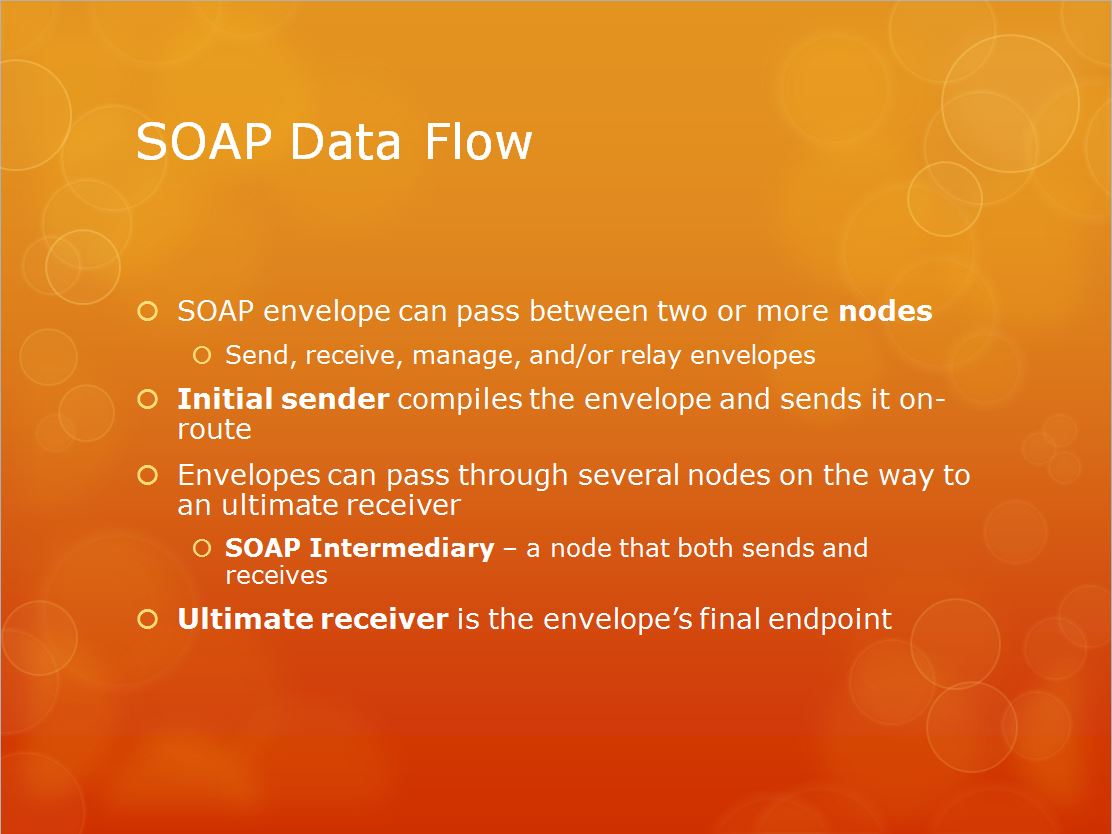 SOAP Data Flow
SOAP envelope can pass between two or more nodes
Send, receive, manage, and/or relay envelopes
Initial sender compiles the envelope and sends it on-
route
Envelopes can pass through several nodes on the way to
an ultimate receiver
SOAP Intermediary – a node that both sends and
receives
Ultimate receiver is the envelope’s final endpoint